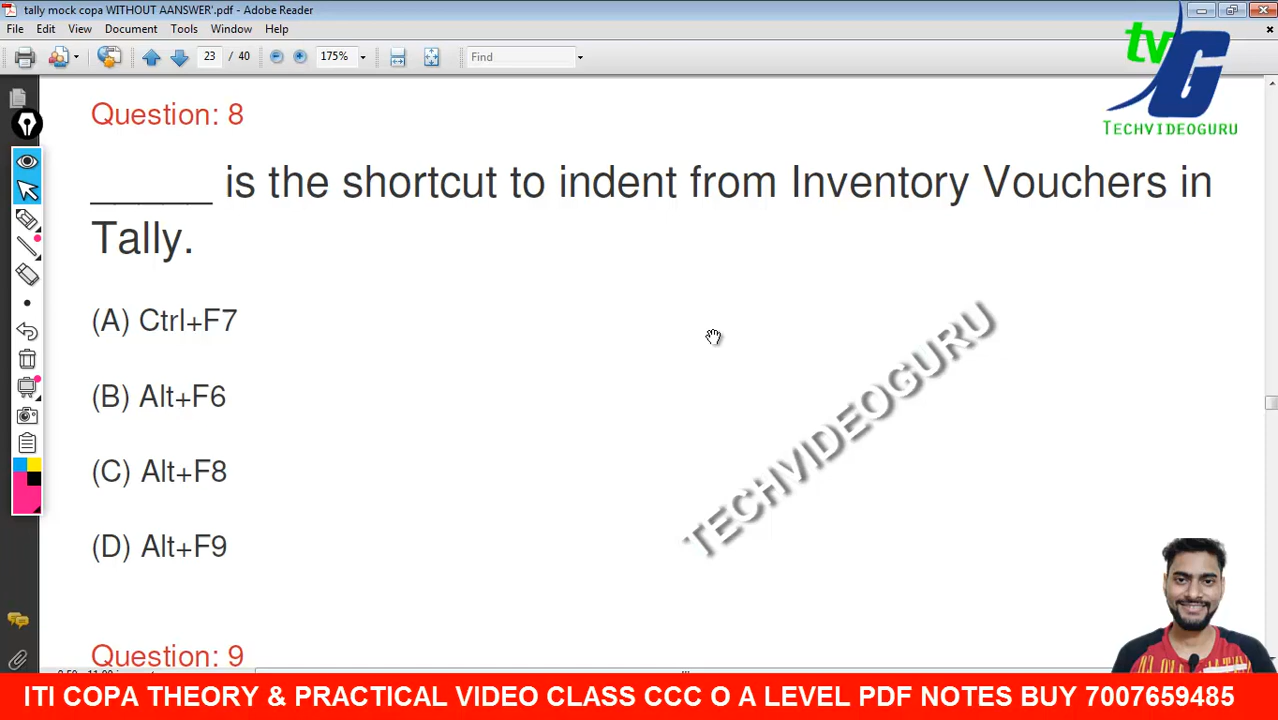 tally mock copa WITHOUT AANSWER'.pdf - Adobe Reader
File Edit View Document Tools Window Help
23 / 40 175% Find
tv G
TECHVIDEOGURU
Question: 8
______ is the shortcut to indent from Inventory Vouchers in
Tally.
(A) Ctrl+F7
(B) Alt+F6
(C) Alt+F8
(D) Alt+F9
TECHVIDEOGURU
Question: 9
ITI COPA THEORY & PRACTICAL VIDEO CLASS CCC O A LEVEL PDF NOTES BUY 7007659485